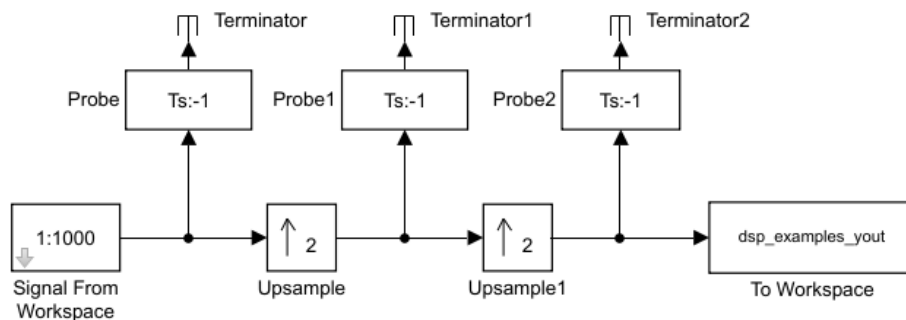 Terminator
Terminator1
Terminator2
Probe
Ts:-1
Probe1
Ts:-1
Probe2
Ts:-1
1:1000
2
2
dsp_examples_yout
Signal From
Workspace
Upsample
Upsample1
To Workspace